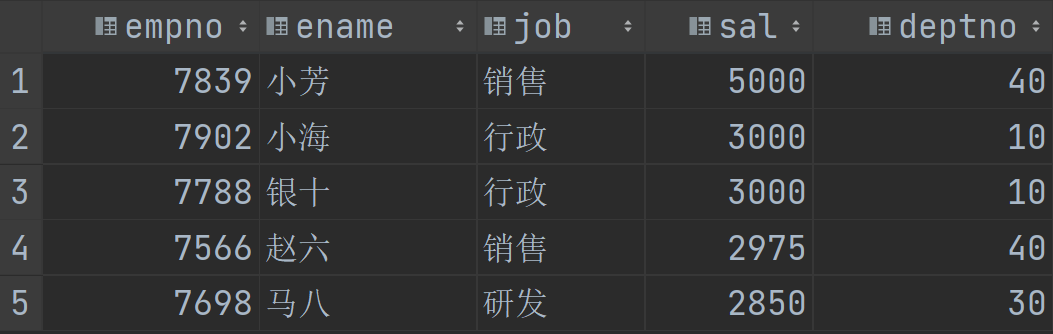 empno ename job sal deptno
1 7839 小芳 销售 5000 40
2 7902 小海 行政 3000 10
3 7788 银十 行政 3000 10
4 7566 赵六 销售 2975 40
5 7698 马八 研发 2850 30